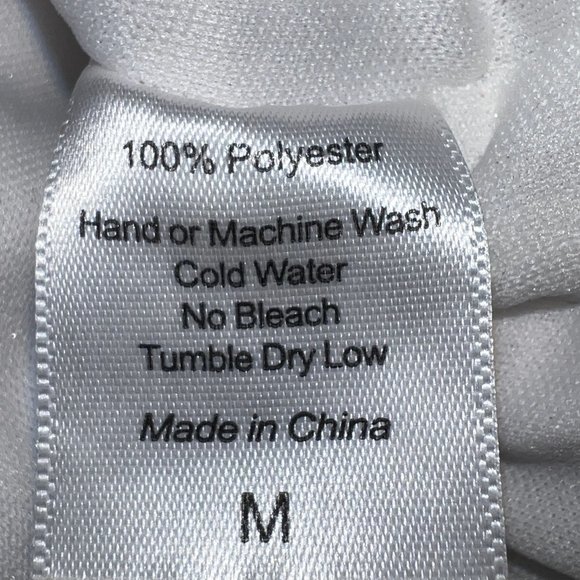 100% Polyester
Hand or Machine Wash
Cold Water
No Bleach
Tumble Dry Low
Made in China
M